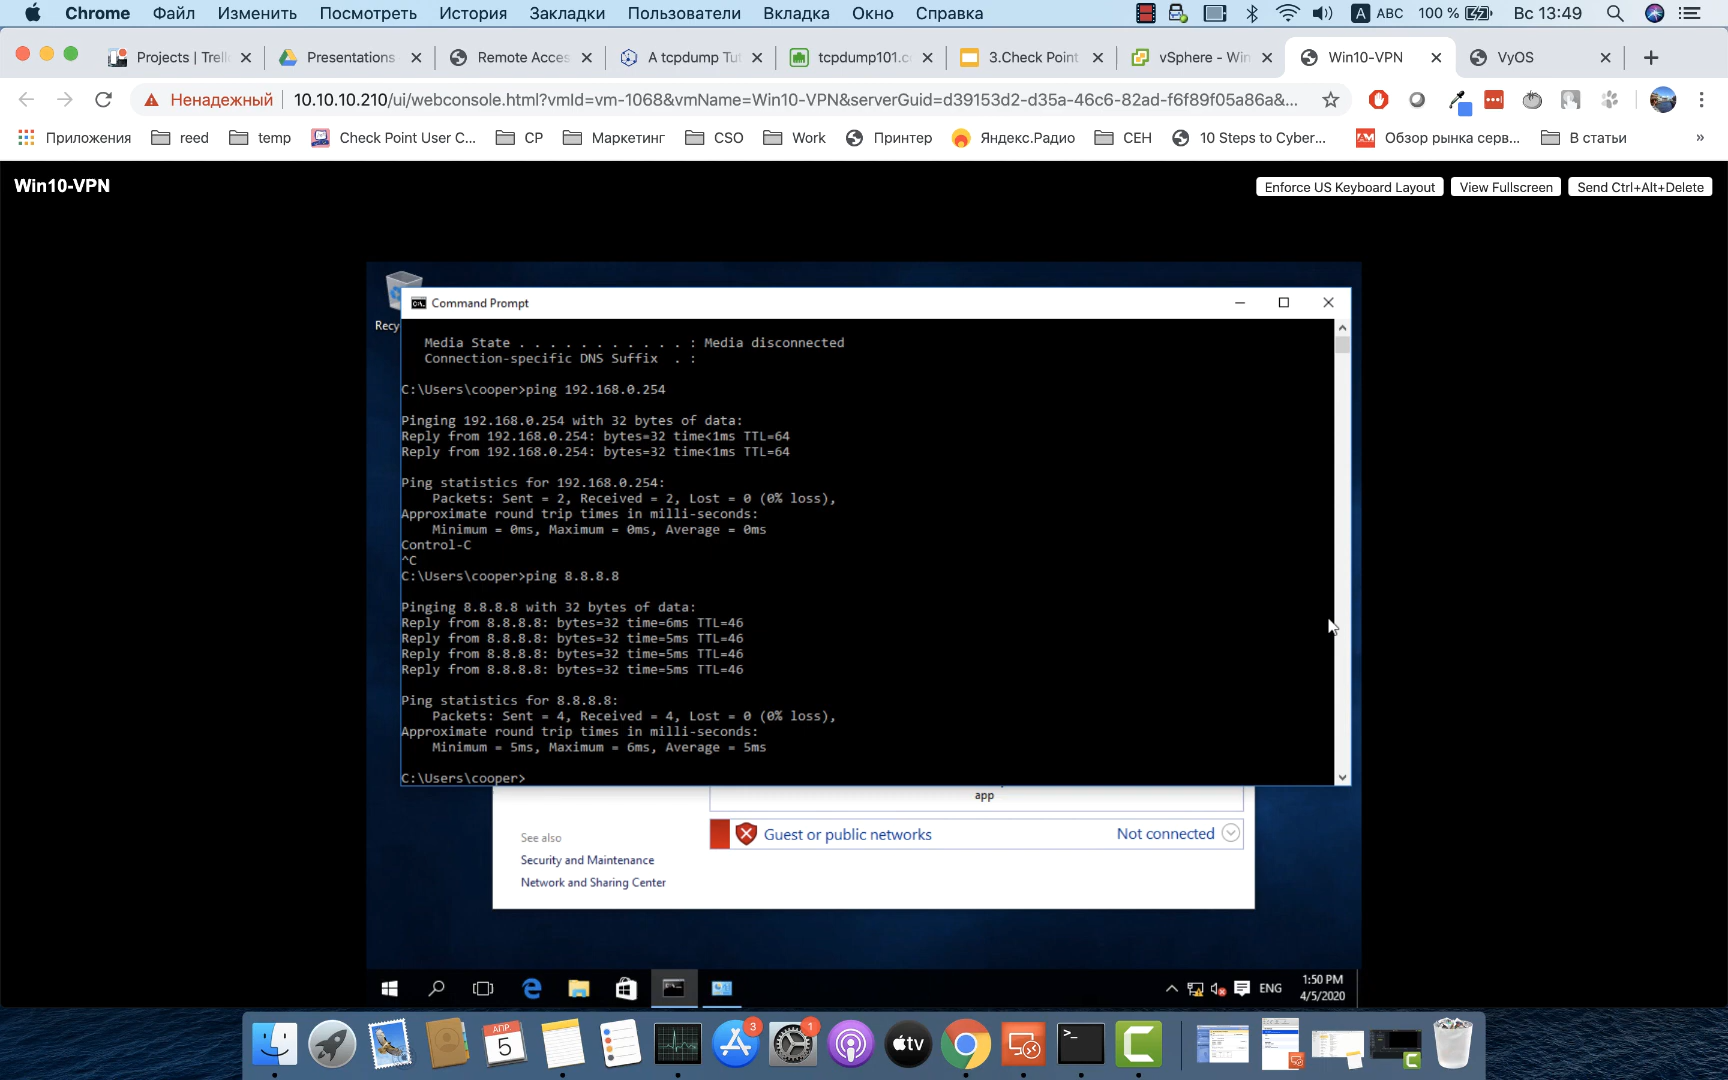 Chrome Файл Изменить Посмотреть История Закладки Пользователи Вкладка Окно Справка A ABC 100 % Вс 13:49
Projects | Trell Presentations Remote Acces A tcpdump Tut tcpdump101.c 3.Check Point vSphere - Win Win10-VPN VyOS
Ненадежный 10.10.10.210/ui/webconsole.html?vmId=vm-1068&vmName=Win10-VPN&serverGuid=d39153d2-d35a-46c6-82ad-f6f89f05a86a&...
Приложения reed temp Check Point User C... CP Маркетинг CSO Work Принтер Яндекс.Радио CEH 10 Steps to Cyber... Обзор рынка серв... В статьи »
Win10-VPN Enforce US Keyboard Layout View Fullscreen Send Ctrl+Alt+Delete
Recy
Command Prompt
Media State . . . . . . . . . . . : Media disconnected
Connection-specific DNS Suffix . :
C:\Users\cooper>ping 192.168.0.254
Pinging 192.168.0.254 with 32 bytes of data:
Reply from 192.168.0.254: bytes=32 time<1ms TTL=64
Reply from 192.168.0.254: bytes=32 time<1ms TTL=64
Ping statistics for 192.168.0.254:
Packets: Sent = 2, Received = 2, Lost = 0 (0% loss),
Approximate round trip times in milli-seconds:
Minimum = 0ms, Maximum = 0ms, Average = 0ms
Control-C
^C
C:\Users\cooper>ping 8.8.8.8
Pinging 8.8.8.8 with 32 bytes of data:
Reply from 8.8.8.8: bytes=32 time=6ms TTL=46
Reply from 8.8.8.8: bytes=32 time=5ms TTL=46
Reply from 8.8.8.8: bytes=32 time=5ms TTL=46
Reply from 8.8.8.8: bytes=32 time=5ms TTL=46
Ping statistics for 8.8.8.8:
Packets: Sent = 4, Received = 4, Lost = 0 (0% loss),
Approximate round trip times in milli-seconds:
Minimum = 5ms, Maximum = 6ms, Average = 5ms
C:\Users\cooper>
app
Guest or public networks Not connected
See also
Security and Maintenance
Network and Sharing Center
ENG 1:50 PM
4/5/2020
АПР
5
3
1
tv